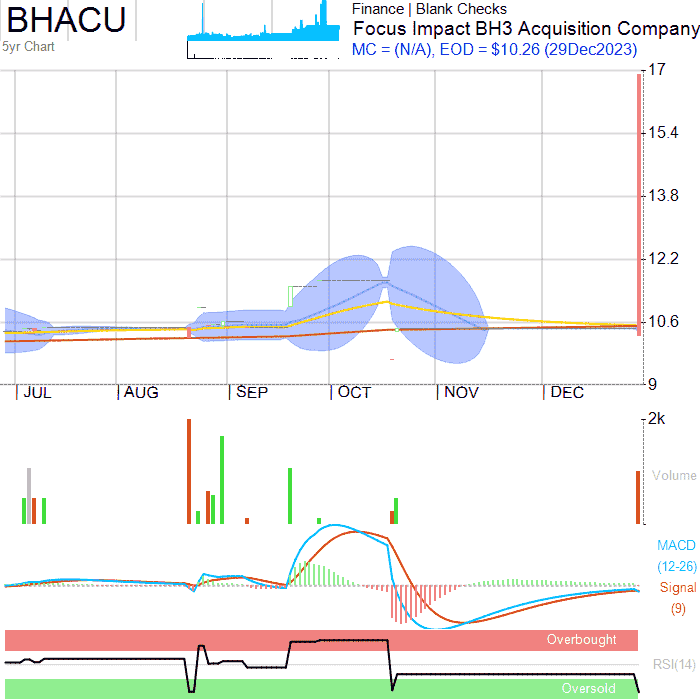 BHACU
5yr Chart
Finance | Blank Checks
Focus Impact BH3 Acquisition Company
MC = (N/A), EOD = $10.26 (29Dec2023)
17
15.4
13.8
12.2
10.6
9
JUL AUG SEP OCT NOV DEC
2k
Volume
MACD
(12-26)
Signal
(9)
Overbought
RSI(14)
Oversold